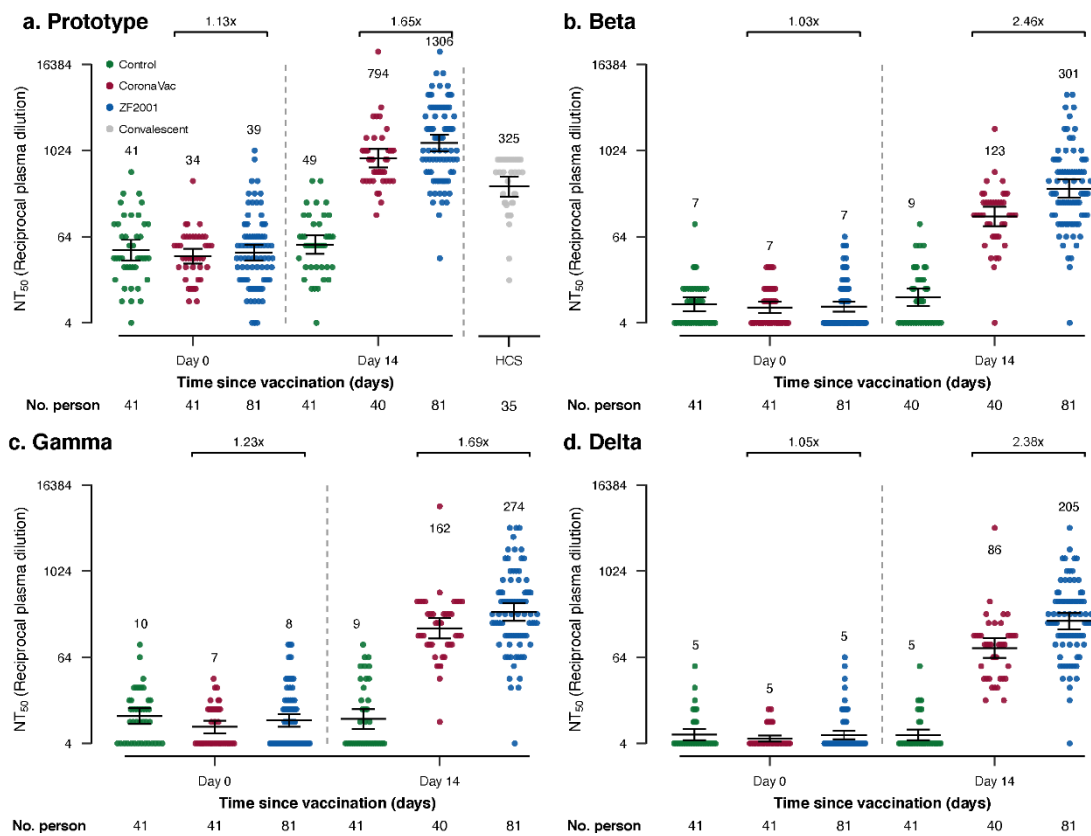 a. Prototype
1.13x
1.65x
16384
1024
64
4
NT50 (Reciprocal plasma dilution)
Control
CoronaVac
ZF2001
Convalescent
41
34
39
49
794
1306
325
Day 0
Day 14
HCS
Time since vaccination (days)
No. person
41
41
81
41
40
81
35
b. Beta
1.03x
2.46x
16384
1024
64
4
NT50 (Reciprocal plasma dilution)
7
7
7
9
123
301
Day 0
Day 14
Time since vaccination (days)
No. person
41
41
81
40
40
81
c. Gamma
1.23x
1.69x
16384
1024
64
4
NT50 (Reciprocal plasma dilution)
10
7
8
9
162
274
Day 0
Day 14
Time since vaccination (days)
No. person
41
41
81
41
40
81
d. Delta
1.05x
2.38x
16384
1024
64
4
NT50 (Reciprocal plasma dilution)
5
5
5
5
86
205
Day 0
Day 14
Time since vaccination (days)
No. person
41
41
81
41
40
81